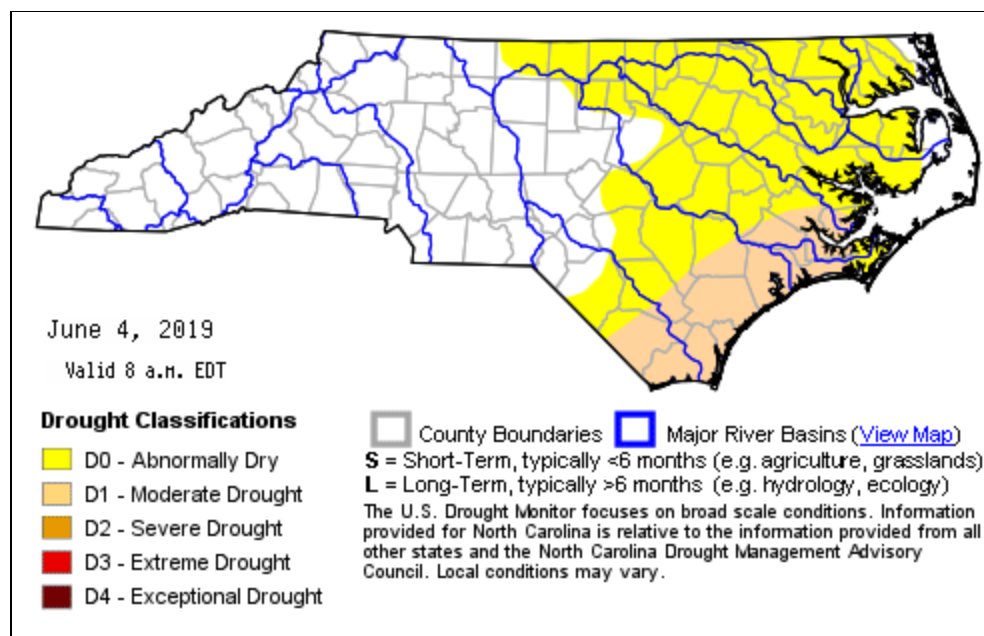 June 4, 2019
Valid 8 a.m. EDT
Drought Classifications
D0 - Abnormally Dry
D1 - Moderate Drought
D2 - Severe Drought
D3 - Extreme Drought
D4 - Exceptional Drought
County Boundaries
Major River Basins (View Map)
S = Short-Term, typically <6 months (e.g. agriculture, grasslands)
L = Long-Term, typically >6 months (e.g. hydrology, ecology)
The U.S. Drought Monitor focuses on broad scale conditions. Information
provided for North Carolina is relative to the information provided from all
other states and the North Carolina Drought Management Advisory
Council. Local conditions may vary.